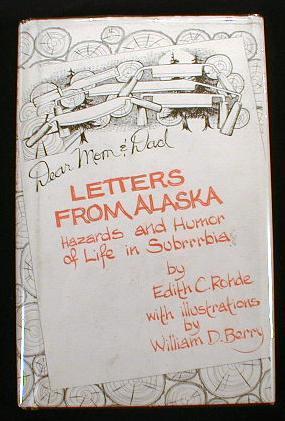 Dear Mom & Dad
LETTERS
FROM ALASKA
Hazards and Humor
of Life in Subrrrbia
by
Edith C. Rohde
with illustrations
by
William D. Berry